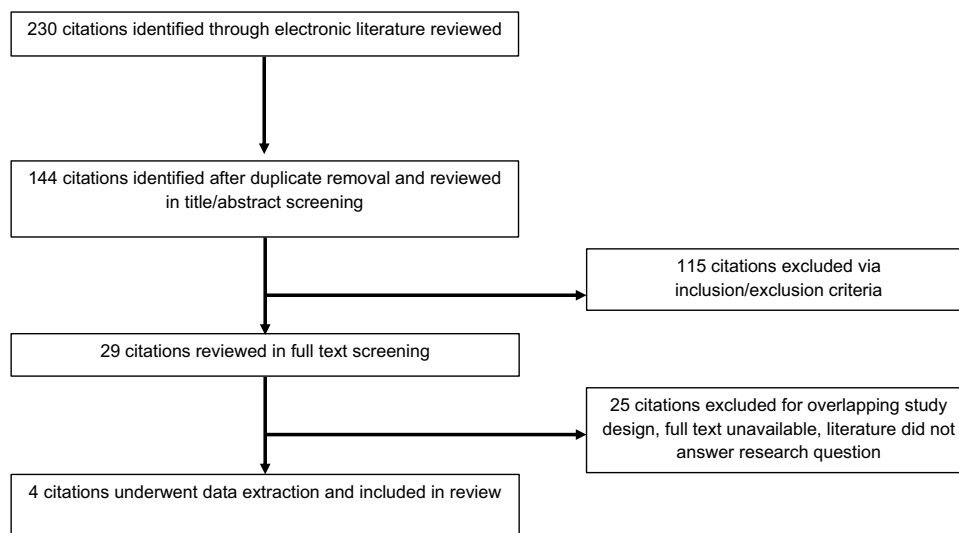 230 citations identified through electronic literature reviewed
144 citations identified after duplicate removal and reviewed
in title/abstract screening
115 citations excluded via
inclusion/exclusion criteria
29 citations reviewed in full text screening
25 citations excluded for overlapping study
design, full text unavailable, literature did not
answer research question
4 citations underwent data extraction and included in review